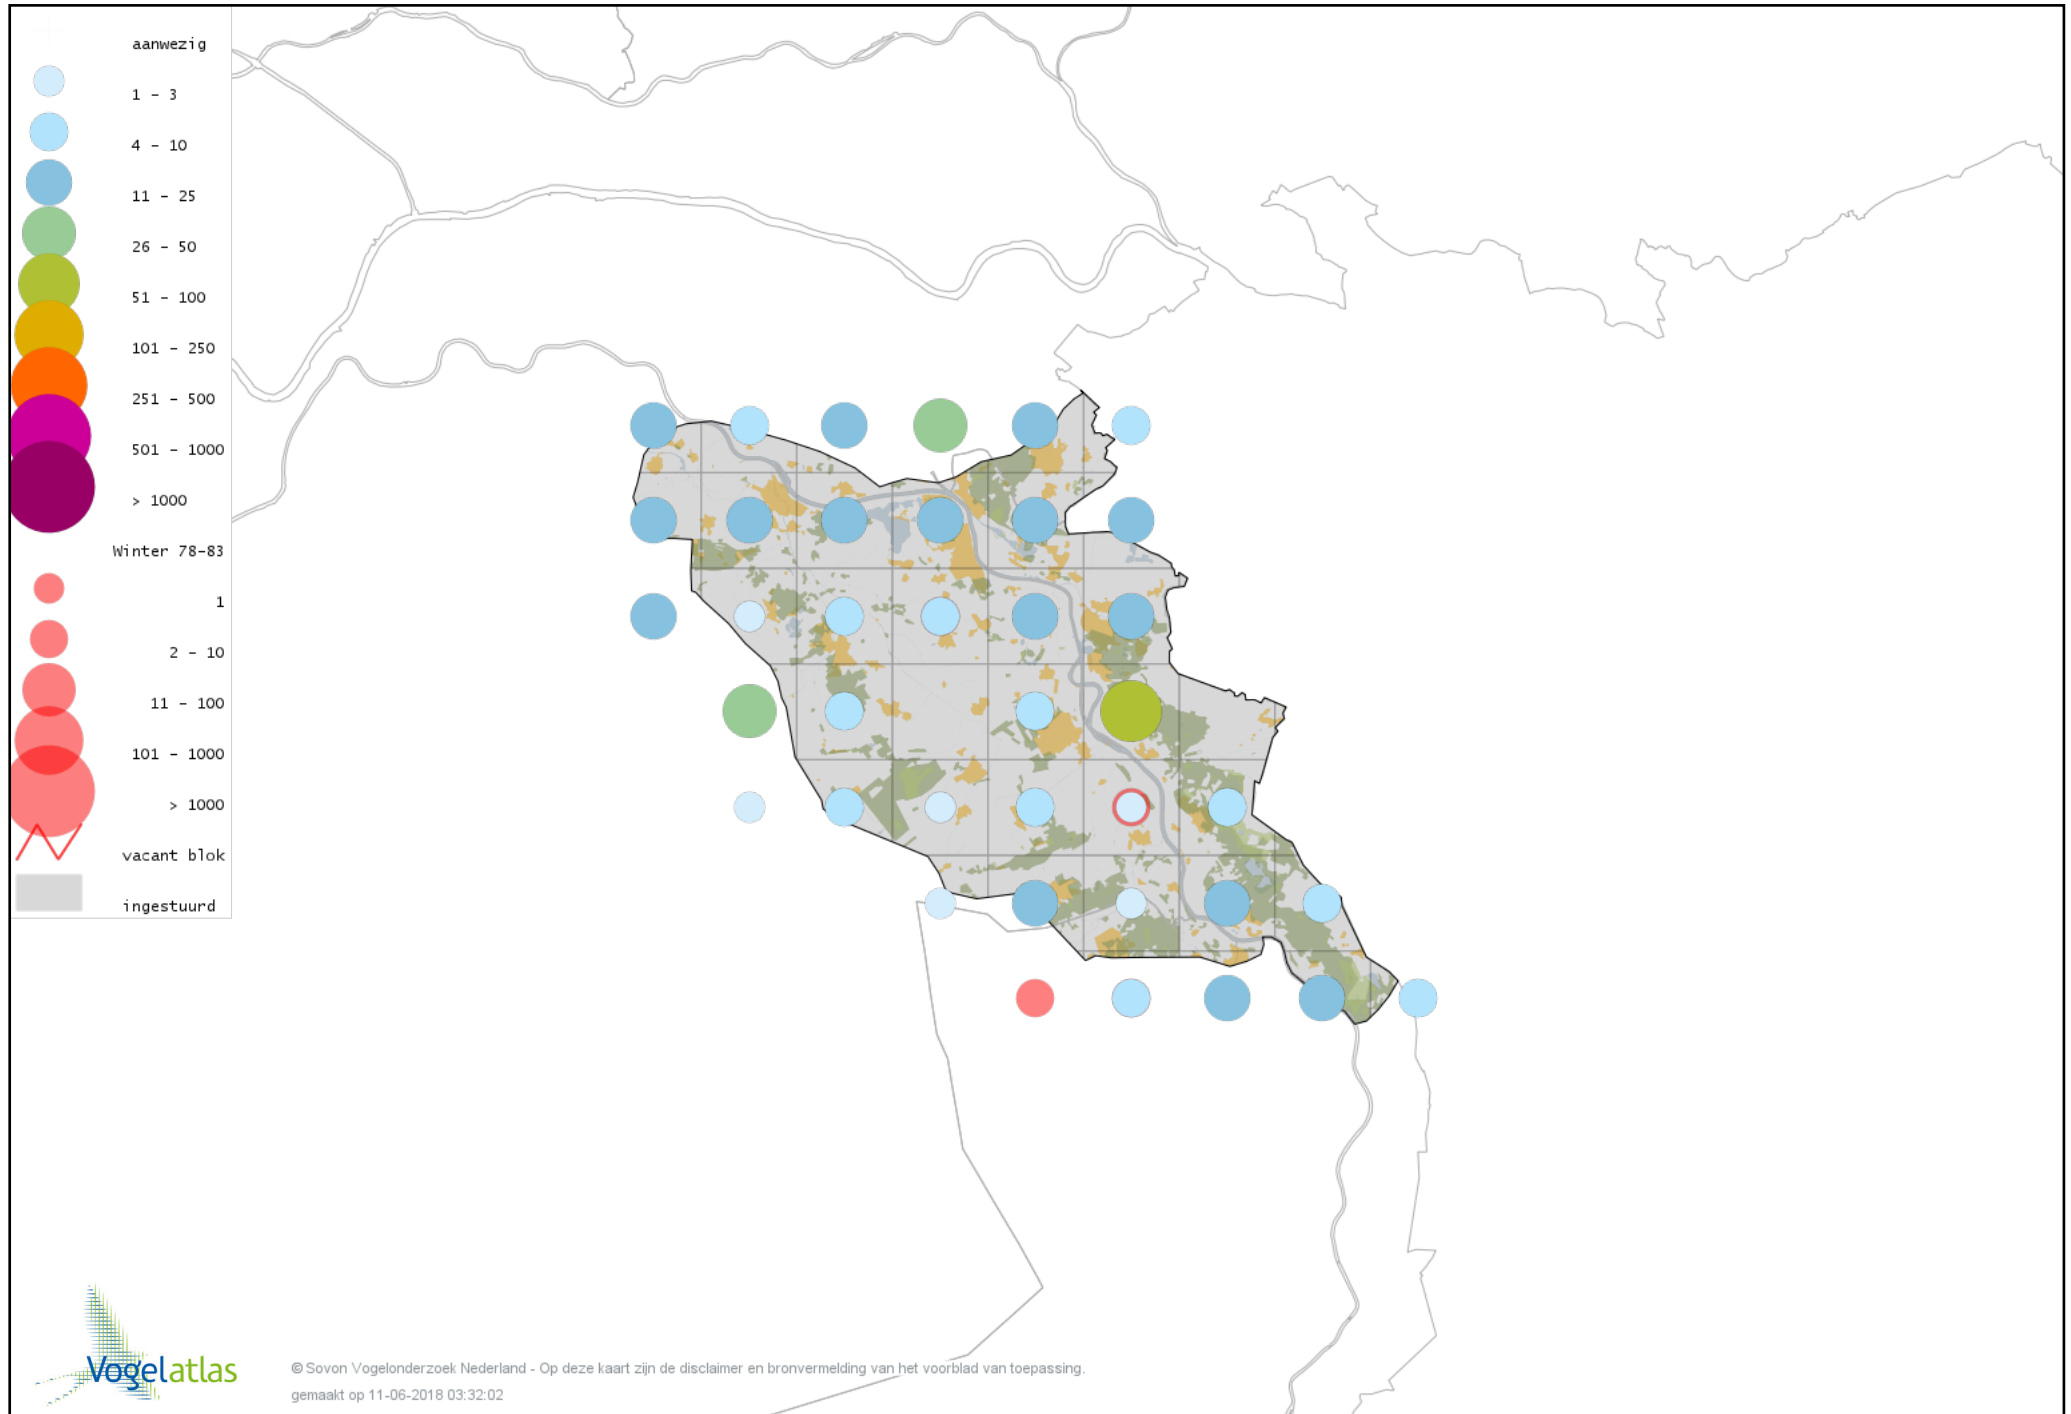 aanwezig
1 - 3
4 - 10
11 - 25
26 - 50
51 - 100
101 - 250
251 - 500
501 - 1000
> 1000
Winter 78-83
1
2 - 10
11 - 100
101 - 1000
> 1000
vacant blok
ingestuurd
Vogelatlas
© Sovon Vogelonderzoek Nederland - Op deze kaart zijn de disclaimer en bronvermelding van het voorblad van toepassing.
gemaakt op 11-06-2018 03:32:02